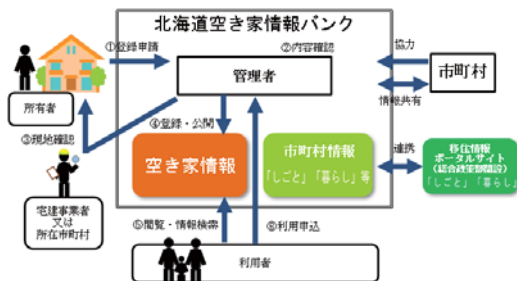 北海道空き家情報バンク
①登録申請
②内容確認
協力
管理者
市町村
情報共有
所有者
③現地確認
④登録・公開
空き家情報
市町村情報
「しごと」「暮らし」等
連携
移住情報
ポータルサイト
(総合政策部開設)
「しごと」「暮らし」
宅建事業者
又は
所在市町村
⑤閲覧・情報検索
⑥利用申込
利用者